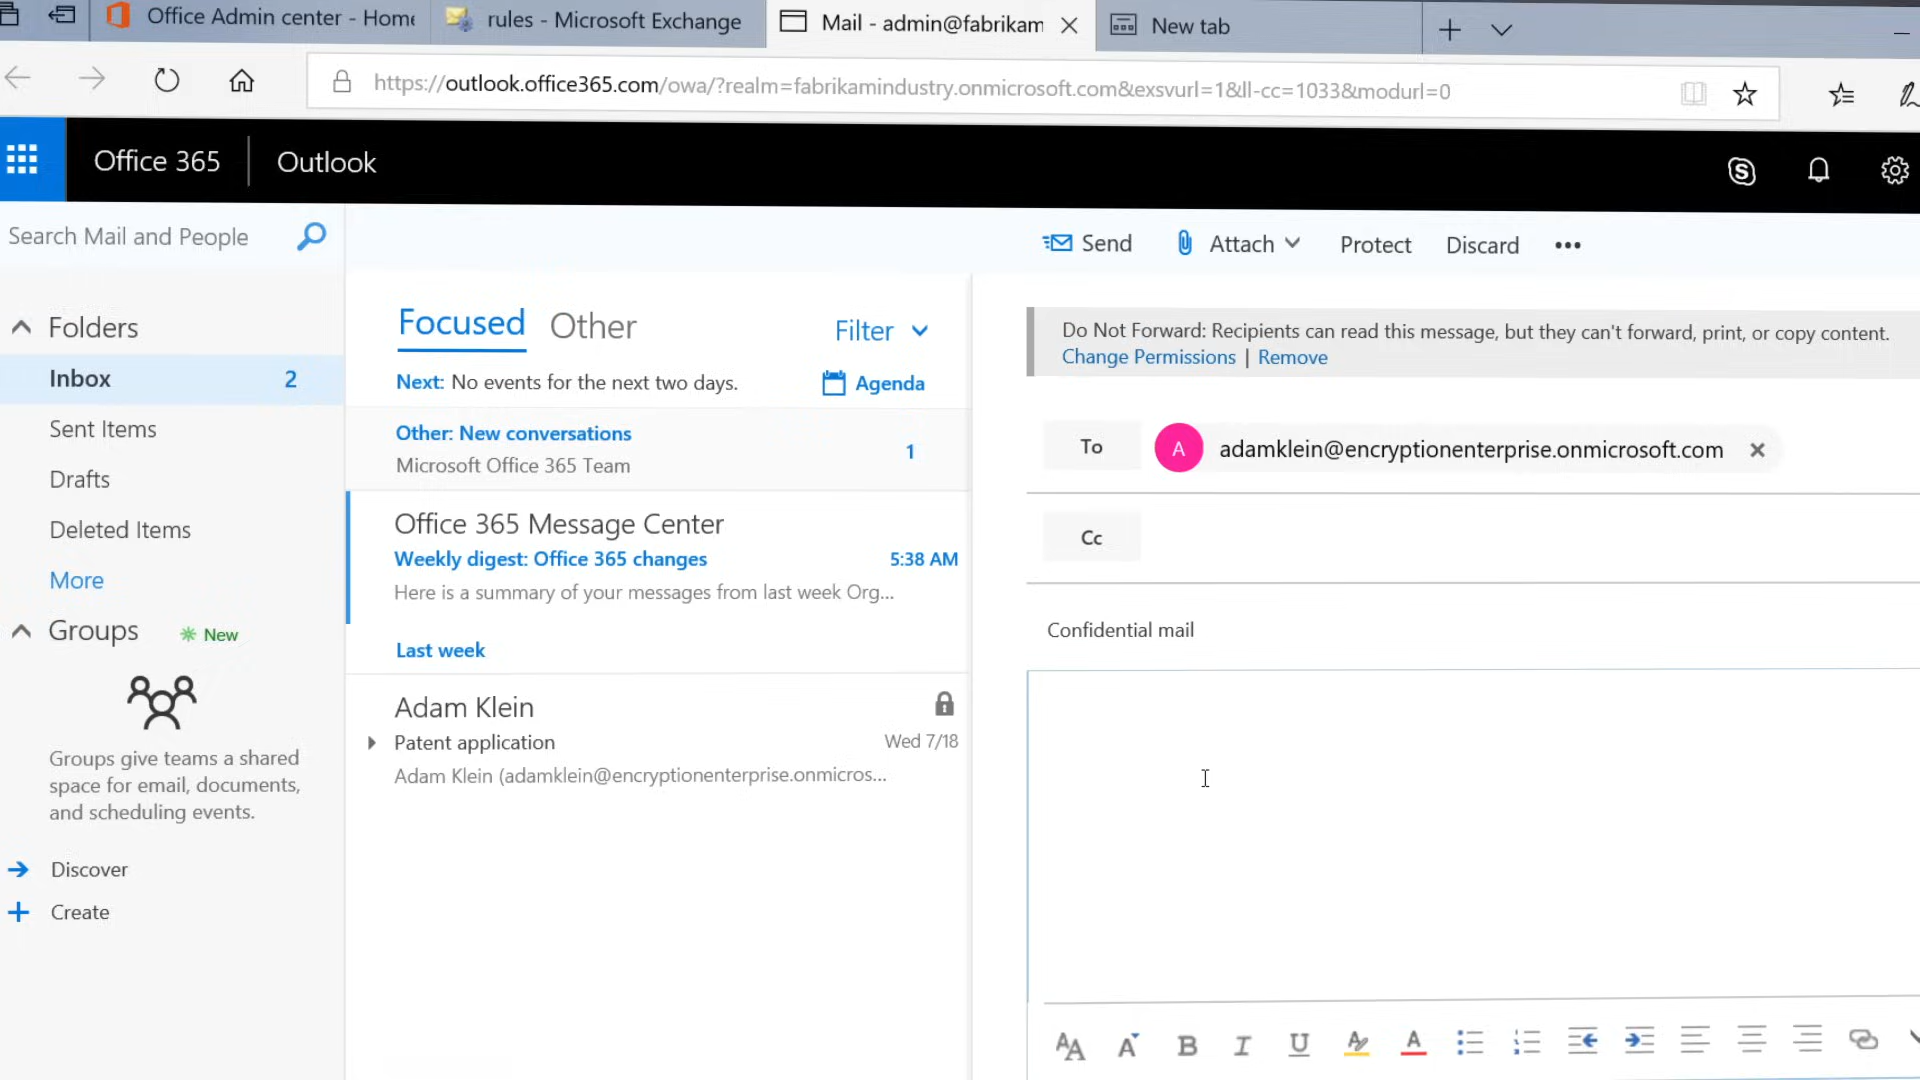 Office Admin center - Home
rules - Microsoft Exchange
Mail - admin@fabrikam
New tab
https://outlook.office365.com/owa/?realm=fabrikamindustry.onmicrosoft.com&exsvurl=1&ll-cc=1033&modurl=0
Office 365
Outlook
Search Mail and People
Send
Attach
Protect
Discard
Folders
Inbox 2
Sent Items
Drafts
Deleted Items
More
Groups
New
Groups give teams a shared
space for email, documents,
and scheduling events.
Discover
Create
Focused
Other
Filter
Next: No events for the next two days.
Agenda
Other: New conversations
1
Microsoft Office 365 Team
Office 365 Message Center
Weekly digest: Office 365 changes
5:38 AM
Here is a summary of your messages from last week Org...
Last week
Adam Klein
Patent application
Wed 7/18
Adam Klein (adamklein@encryptionenterprise.onmicros...
Do Not Forward: Recipients can read this message, but they can't forward, print, or copy content.
Change Permissions | Remove
To
A
adamklein@encryptionenterprise.onmicrosoft.com
Cc
Confidential mail